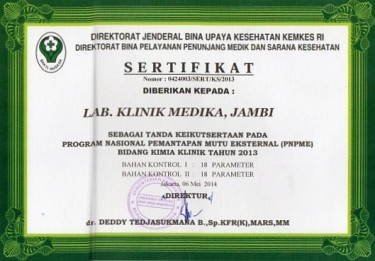 DIREKTORAT JENDERAL BINA UPAYA KESEHATAN KEMKES RI
DIREKTORAT BINA PELAYANAN PENUNJANG MEDIK DAN SARANA KESEHATAN
SERTIFIKAT
Nomor : 0424003/SERT/KS/2013
DIBERIKAN KEPADA :
LAB. KLINIK MEDIKA, JAMBI
SEBAGAI TANDA KEIKUTSERTAAN PADA
PROGRAM NASIONAL PEMANTAPAN MUTU EKSTERNAL (PNPME)
BIDANG KIMIA KLINIK TAHUN 2013
BAHAN KONTROL I : 18 PARAMETER
BAHAN KONTROL II : 18 PARAMETER
Jakarta, 06 Mei 2014
DIREKTUR,
dr. DEDDY TEDJASUKMANA B.,Sp.KFR(K),MARS,MM